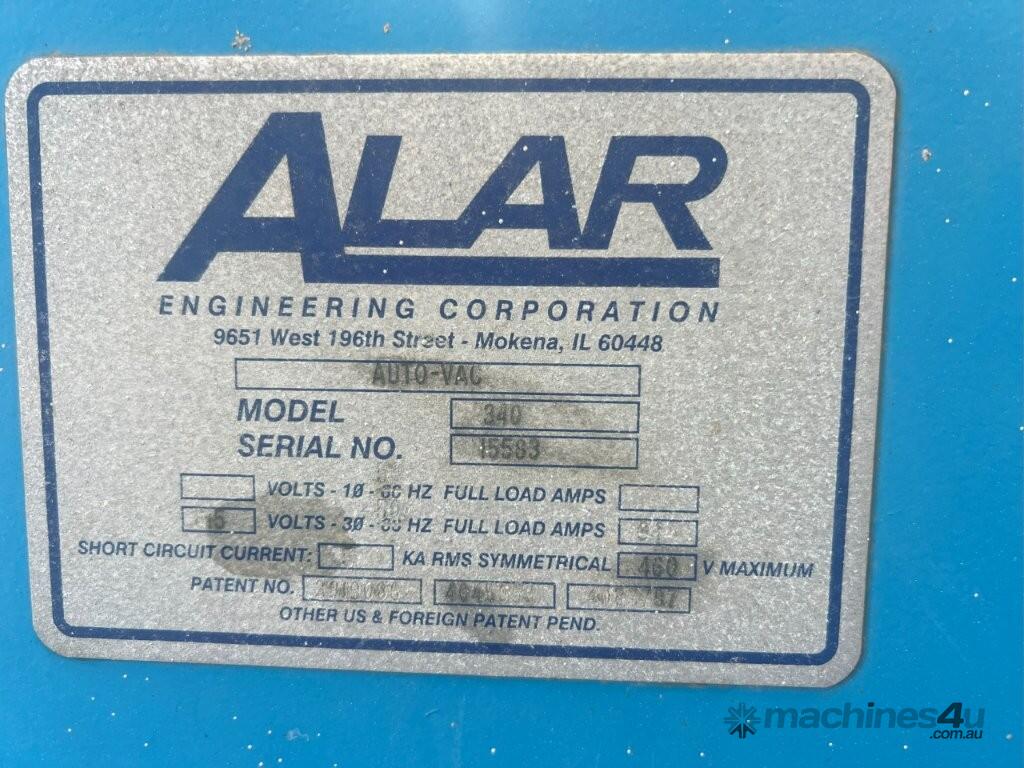 ALAR
ENGINEERING CORPORATION
9651 West 196th Street - Mokena, IL 60448
AUTO-VAC
MODEL 340
SERIAL NO. 15583
VOLTS - 1Ø - 60 HZ FULL LOAD AMPS
VOLTS - 3Ø - HZ FULL LOAD AMPS
SHORT CIRCUIT CURRENT: KA RMS SYMMETRICAL 460 V MAXIMUM
PATENT NO.
OTHER US & FOREIGN PATENT PEND.
machines4u
.com.au